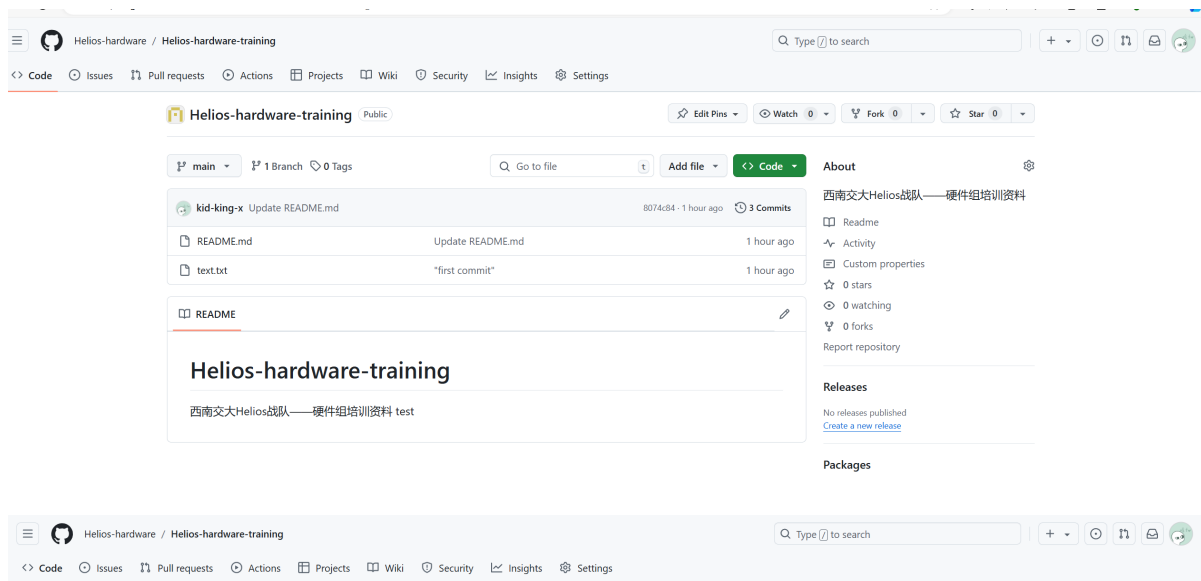 Helios-hardware / Helios-hardware-training
Type / to search
Code Issues Pull requests Actions Projects Wiki Security Insights Settings
Helios-hardware-training Public
Edit Pins Watch 0 Fork 0 Star 0
main 1 Branch 0 Tags
Go to file t
Add file Code
kid-king-x Update README.md 8074c84 · 1 hour ago 3 Commits
README.md Update README.md 1 hour ago
text.txt "first commit" 1 hour ago
README
Helios-hardware-training
西南交大Helios战队——硬件组培训资料 test
About
西南交大Helios战队——硬件组培训资料
Readme
Activity
Custom properties
0 stars
0 watching
0 forks
Report repository
Releases
No releases published
Create a new release
Packages
Helios-hardware / Helios-hardware-training
Type / to search
Code Issues Pull requests Actions Projects Wiki Security Insights Settings